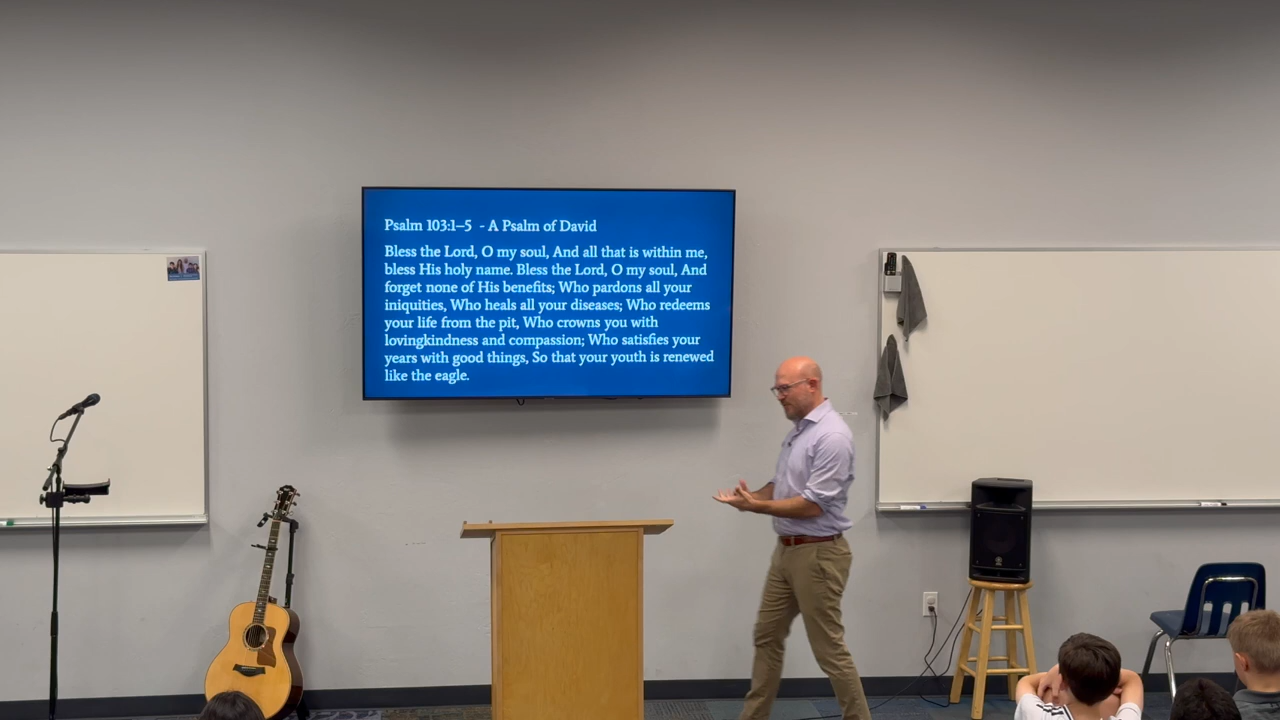 Psalm 103:1–5 - A Psalm of David
Bless the Lord, O my soul, And all that is within me,
bless His holy name. Bless the Lord, O my soul, And
forget none of His benefits; Who pardons all your
iniquities, Who heals all your diseases; Who redeems
your life from the pit, Who crowns you with
lovingkindness and compassion; Who satisfies your
years with good things, So that your youth is renewed
like the eagle.